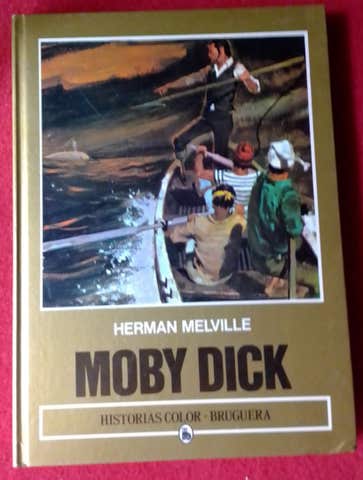 HERMAN MELVILLE
MOBY DICK
HISTORIAS COLOR - BRUGUERA